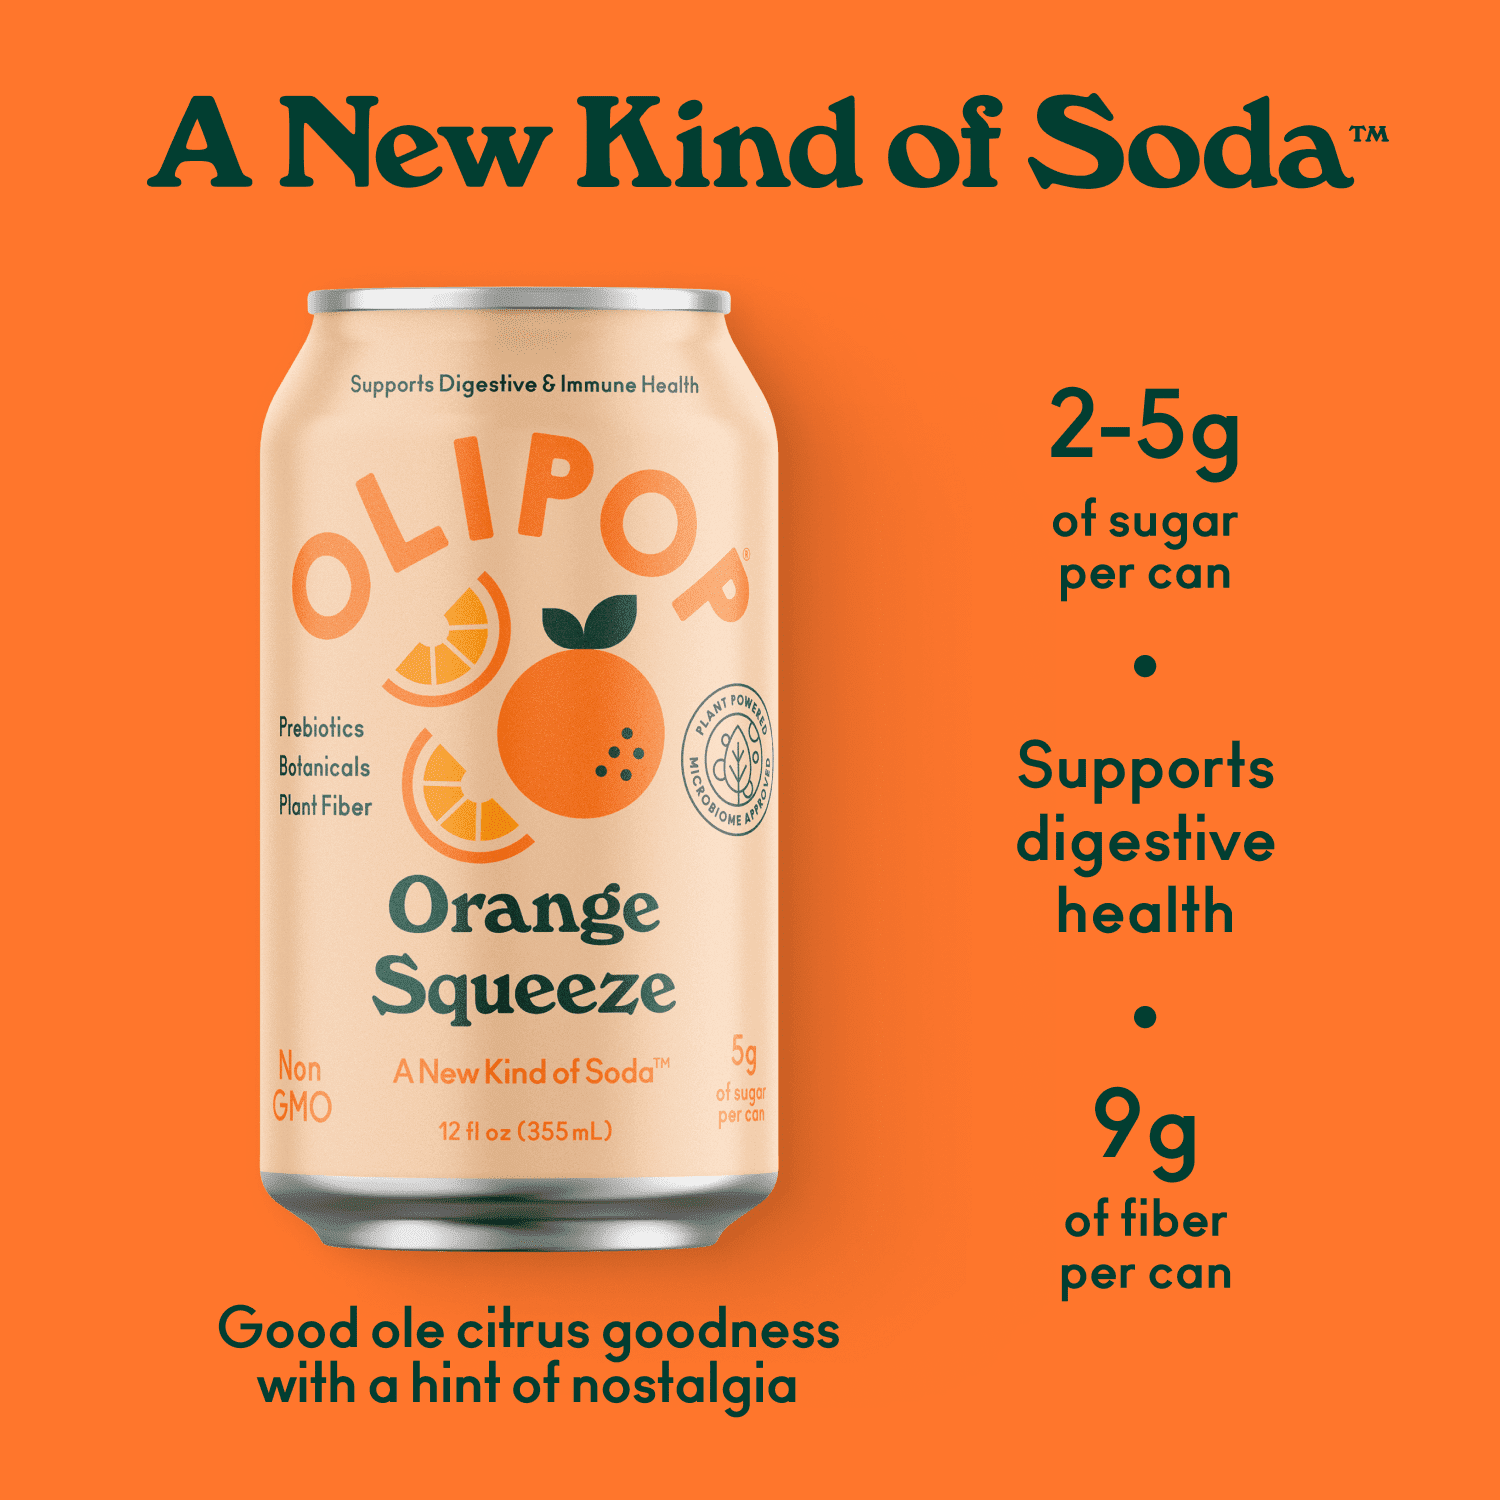 A New Kind of Soda™
Supports Digestive & Immune Health
OLIPOP®
PLANT POWERED
MICROBIOME APPROVED
Prebiotics
Botanicals
Plant Fiber
Orange
Squeeze
Non
GMO
A New Kind of Soda™
12 fl oz (355 mL)
5g
of sugar
per can
Good ole citrus goodness
with a hint of nostalgia
2-5g
of sugar
per can
•
Supports
digestive
health
•
9g
of fiber
per can